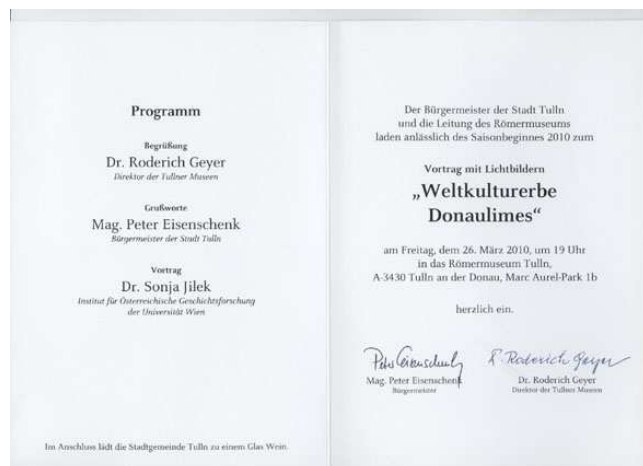 Programm
Begrüßung
Dr. Roderich Geyer
Direktor der Tullner Museen
Grußworte
Mag. Peter Eisenschenk
Bürgermeister der Stadt Tulln
Vortrag
Dr. Sonja Jilek
Institut für Österreichische Geschichtsforschung
der Universität Wien
Im Anschluss lädt die Stadtgemeinde Tulln zu einem Glas Wein.
Der Bürgermeister der Stadt Tulln
und die Leitung des Römermuseums
laden anlässlich des Saisonbeginnes 2010 zum
Vortrag mit Lichtbildern
„Weltkulturerbe
Donaulimes“
am Freitag, dem 26. März 2010, um 19 Uhr
in das Römermuseum Tulln,
A-3430 Tulln an der Donau, Marc Aurel-Park 1b
herzlich ein.
Peter Eisenschenk R. Roderich Geyer
Mag. Peter Eisenschenk Dr. Roderich Geyer
Bürgermeister Direktor der Tullner Museen